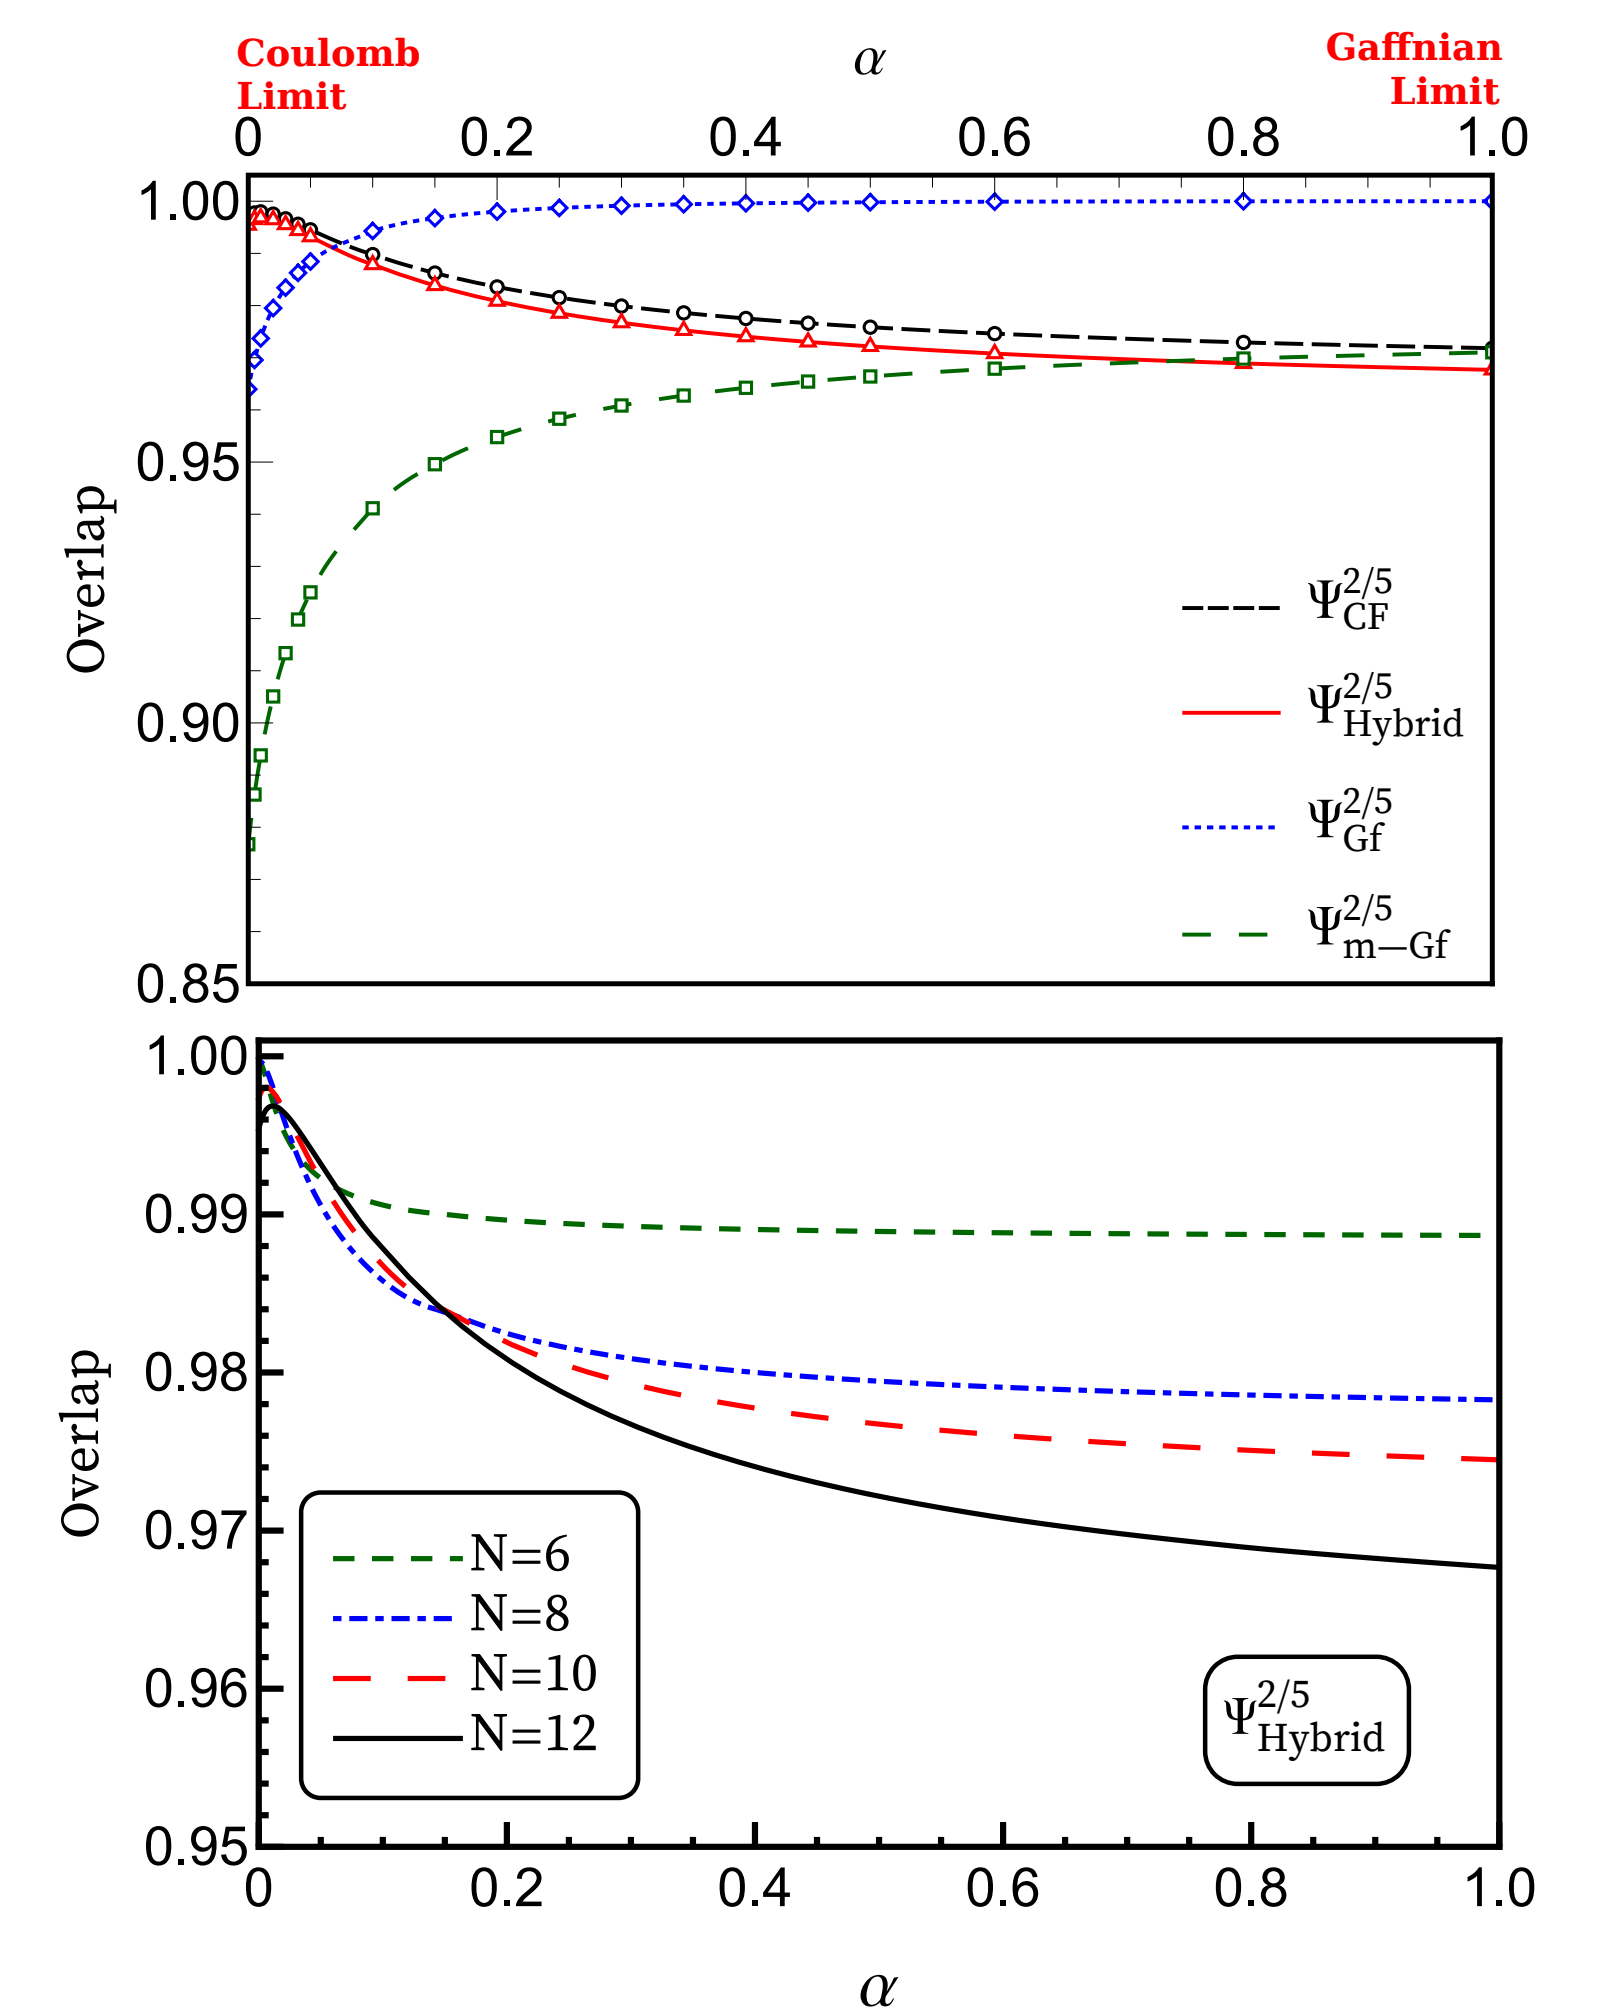 Coulomb
Limit
α
Gaffnian
Limit
0 0.2 0.4 0.6 0.8 1.0
1.00
0.95
0.90
0.85
Overlap
Ψ^{2/5}_{CF}
Ψ^{2/5}_{Hybrid}
Ψ^{2/5}_{Gf}
Ψ^{2/5}_{m—Gf}
1.00
0.99
0.98
0.97
0.96
0.95
Overlap
N=6
N=8
N=10
N=12
Ψ^{2/5}_{Hybrid}
0 0.2 0.4 0.6 0.8 1.0
α